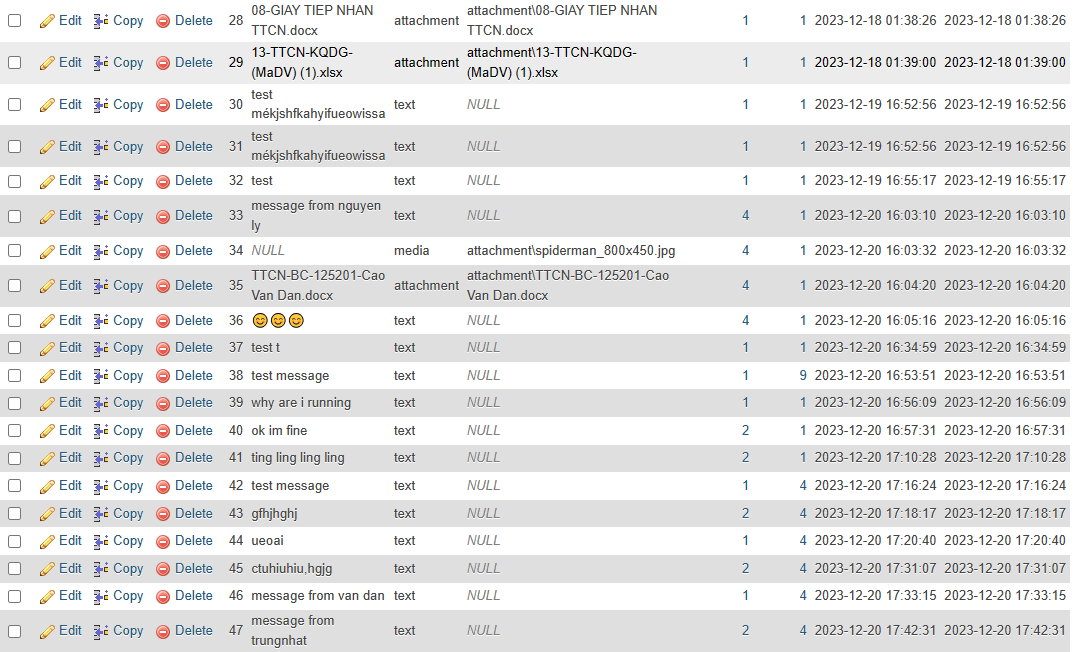 Edit Copy Delete 28 08-GIAY TIEP NHAN TTCN.docx attachment attachment\08-GIAY TIEP NHAN TTCN.docx 1 1 2023-12-18 01:38:26 2023-12-18 01:38:26
Edit Copy Delete 29 13-TTCN-KQDG-(MaDV) (1).xlsx attachment attachment\13-TTCN-KQDG-(MaDV) (1).xlsx 1 1 2023-12-18 01:39:00 2023-12-18 01:39:00
Edit Copy Delete 30 test mékjshfkahyifueowissa text NULL 1 1 2023-12-19 16:52:56 2023-12-19 16:52:56
Edit Copy Delete 31 test mékjshfkahyifueowissa text NULL 1 1 2023-12-19 16:52:56 2023-12-19 16:52:56
Edit Copy Delete 32 test text NULL 1 1 2023-12-19 16:55:17 2023-12-19 16:55:17
Edit Copy Delete 33 message from nguyen ly text NULL 4 1 2023-12-20 16:03:10 2023-12-20 16:03:10
Edit Copy Delete 34 NULL media attachment\spiderman_800x450.jpg 4 1 2023-12-20 16:03:32 2023-12-20 16:03:32
Edit Copy Delete 35 TTCN-BC-125201-Cao Van Dan.docx attachment attachment\TTCN-BC-125201-Cao Van Dan.docx 4 1 2023-12-20 16:04:20 2023-12-20 16:04:20
Edit Copy Delete 36 😊😊😊 text NULL 4 1 2023-12-20 16:05:16 2023-12-20 16:05:16
Edit Copy Delete 37 test t text NULL 1 1 2023-12-20 16:34:59 2023-12-20 16:34:59
Edit Copy Delete 38 test message text NULL 1 9 2023-12-20 16:53:51 2023-12-20 16:53:51
Edit Copy Delete 39 why are i running text NULL 1 1 2023-12-20 16:56:09 2023-12-20 16:56:09
Edit Copy Delete 40 ok im fine text NULL 2 1 2023-12-20 16:57:31 2023-12-20 16:57:31
Edit Copy Delete 41 ting ling ling ling text NULL 2 1 2023-12-20 17:10:28 2023-12-20 17:10:28
Edit Copy Delete 42 test message text NULL 1 4 2023-12-20 17:16:24 2023-12-20 17:16:24
Edit Copy Delete 43 gfhjhghj text NULL 2 4 2023-12-20 17:18:17 2023-12-20 17:18:17
Edit Copy Delete 44 ueoai text NULL 1 4 2023-12-20 17:20:40 2023-12-20 17:20:40
Edit Copy Delete 45 ctuhiuhiu,hgjg text NULL 2 4 2023-12-20 17:31:07 2023-12-20 17:31:07
Edit Copy Delete 46 message from van dan text NULL 1 4 2023-12-20 17:33:15 2023-12-20 17:33:15
Edit Copy Delete 47 message from trungnhat text NULL 2 4 2023-12-20 17:42:31 2023-12-20 17:42:31